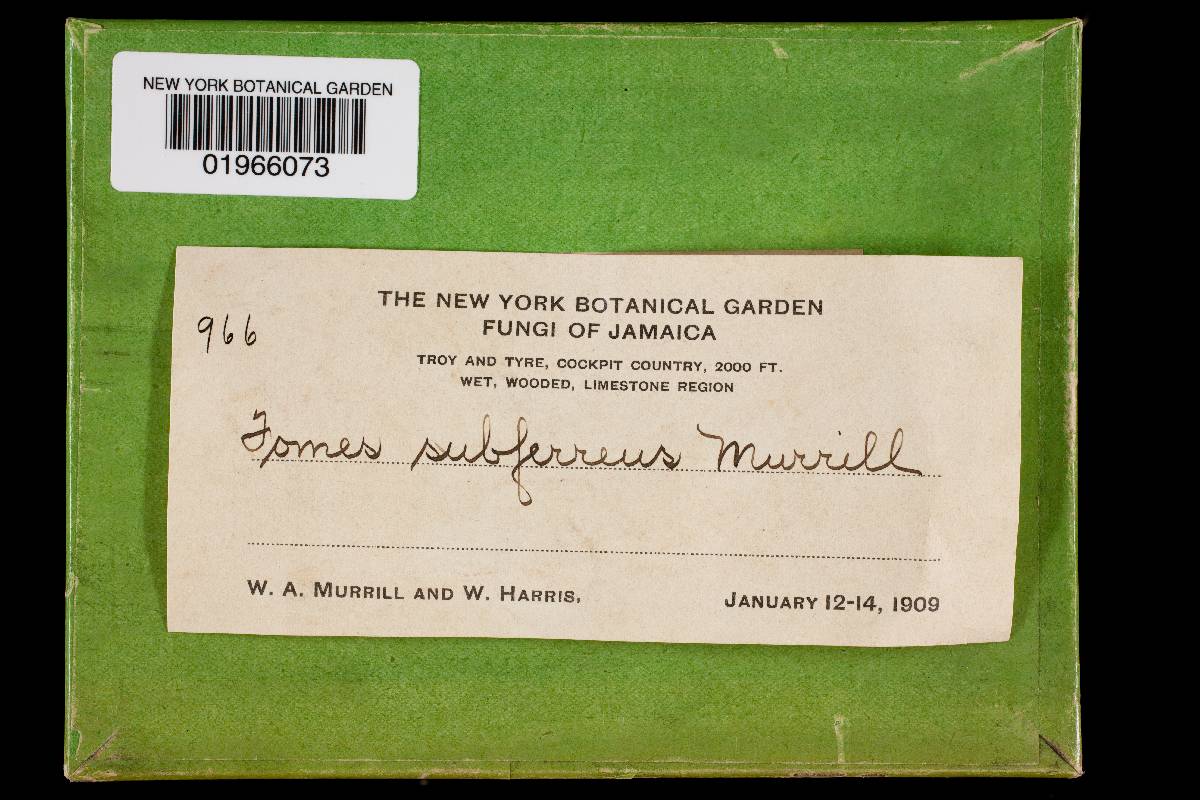 NEW YORK BOTANICAL GARDEN
01966073
THE NEW YORK BOTANICAL GARDEN
FUNGI OF JAMAICA
966
TROY AND TYRE, COCKPIT COUNTRY, 2000 FT.
WET, WOODED, LIMESTONE REGION
Fomes subferreus Murrill
W. A. MURRILL AND W. HARRIS, JANUARY 12-14, 1909